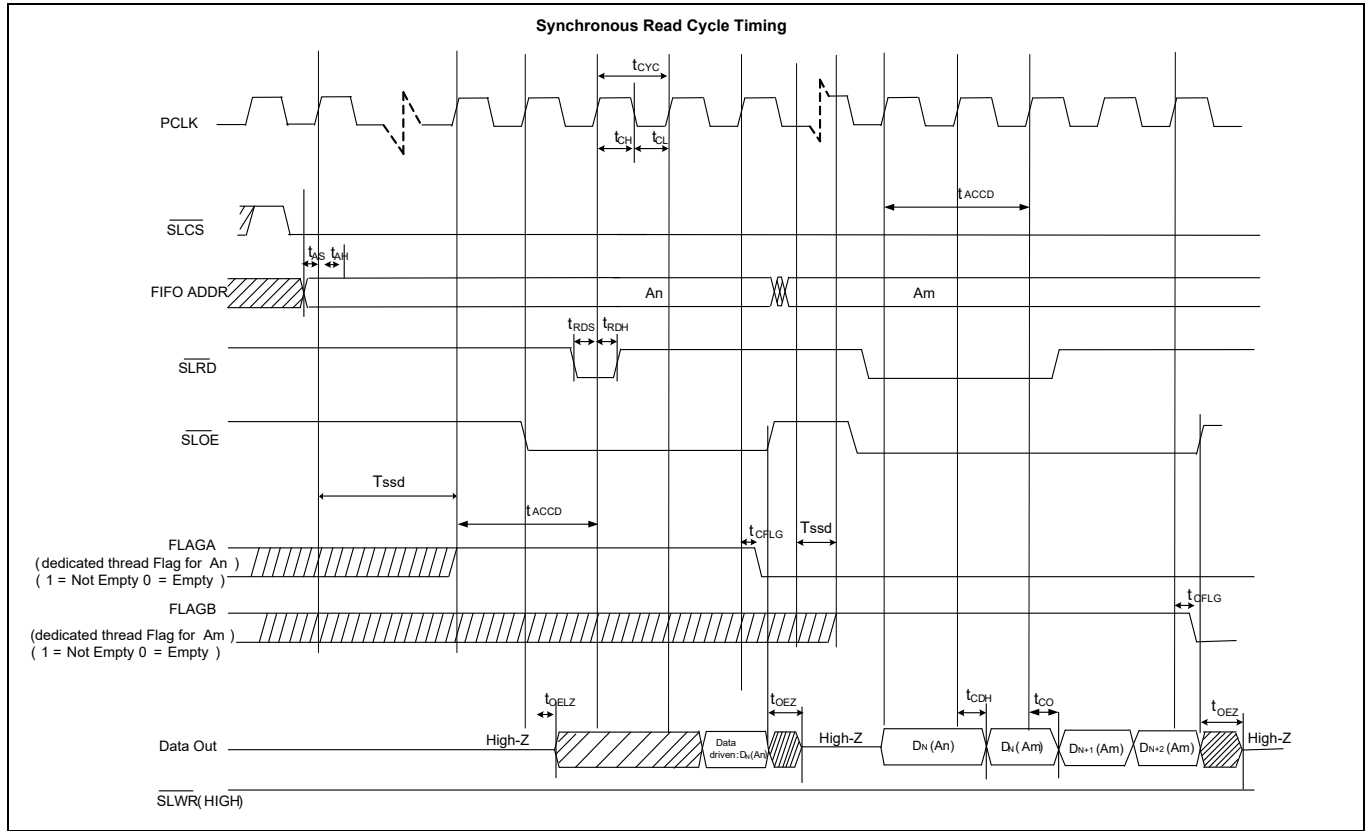 Synchronous Read Cycle Timing
tCYC
PCLK
tCH
tCL
tACCD
SLCS
tAS
tAH
FIFO ADDR
An
Am
tRDS
tRDH
SLRD
SLOE
Tssd
tACCD
tCFLG
Tssd
FLAGA
(dedicated thread Flag for An)
( 1 = Not Empty 0 = Empty )
FLAGB
(dedicated thread Flag for Am )
( 1 = Not Empty 0 = Empty )
tCFLG
tOELZ
tOEZ
tCDH
tCO
tOEZ
Data Out
High-Z
Data
driven:DN(An)
High-Z
DN(An)
DN(Am)
DN+1(Am)
DN+2(Am)
High-Z
SLWR(HIGH)